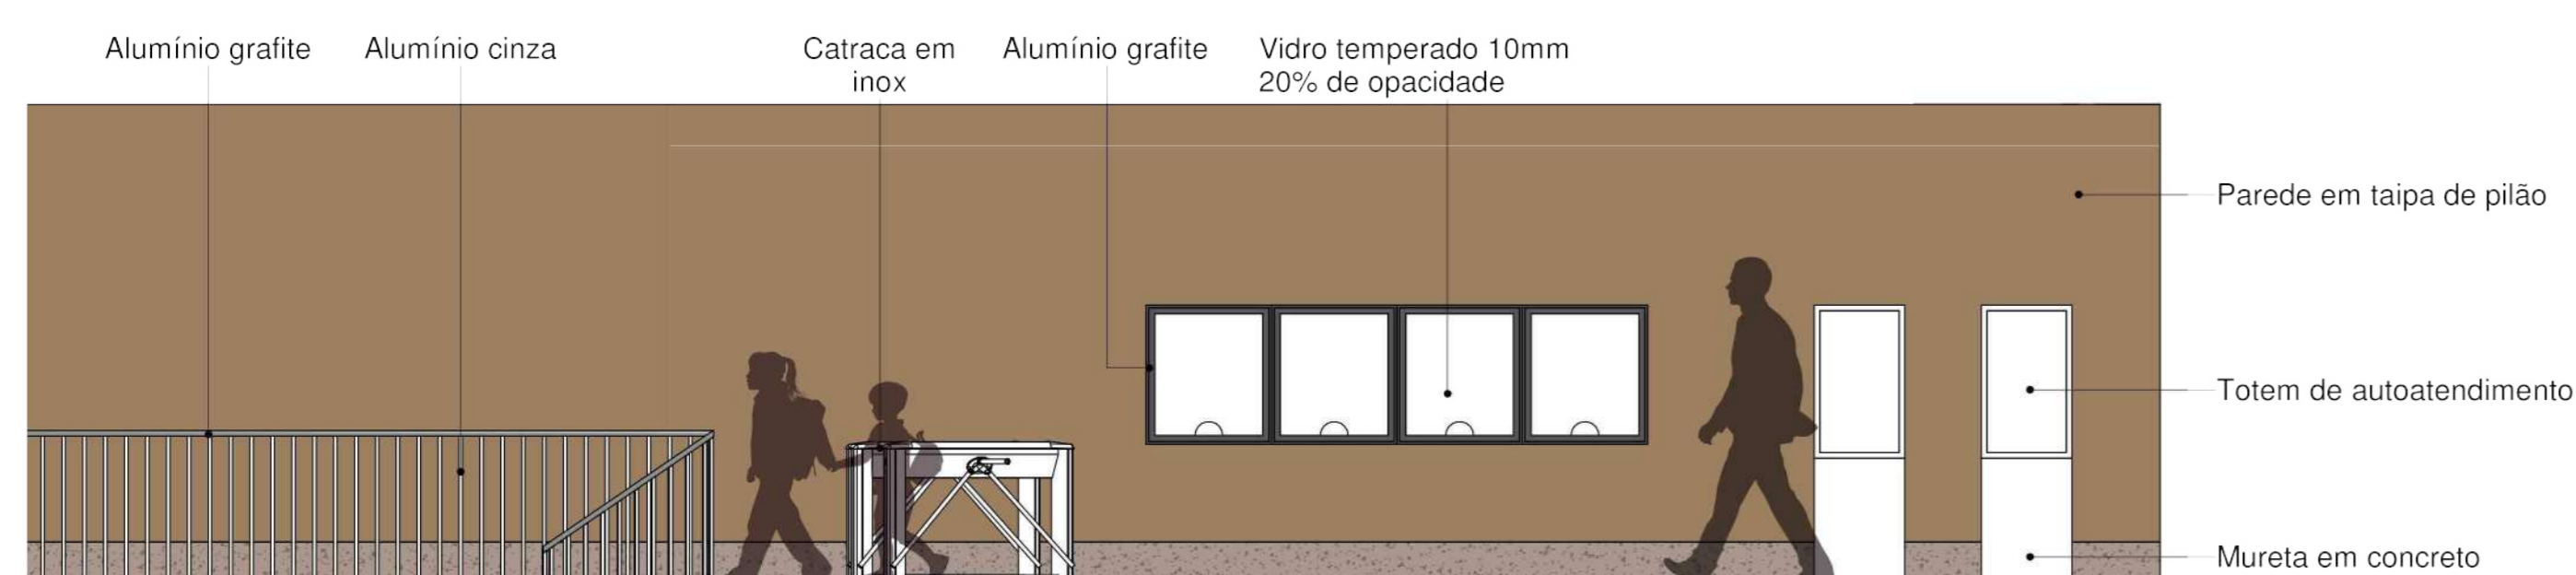 Alumínio grafite
Alumínio cinza
Catraca em
inox
Alumínio grafite
Vidro temperado 10mm
20% de opacidade
Parede em taipa de pilão
Totem de autoatendimento
Mureta em concreto